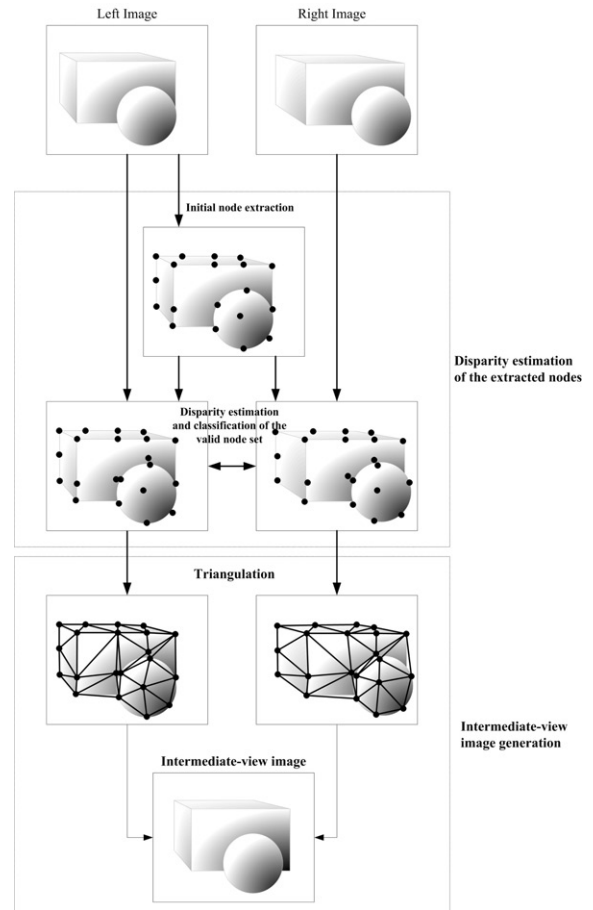 Left Image
Right Image
Initial node extraction
Disparity estimation
of the extracted nodes
Disparity estimation
and classification of the
valid node set
Triangulation
Intermediate-view
image generation
Intermediate-view image